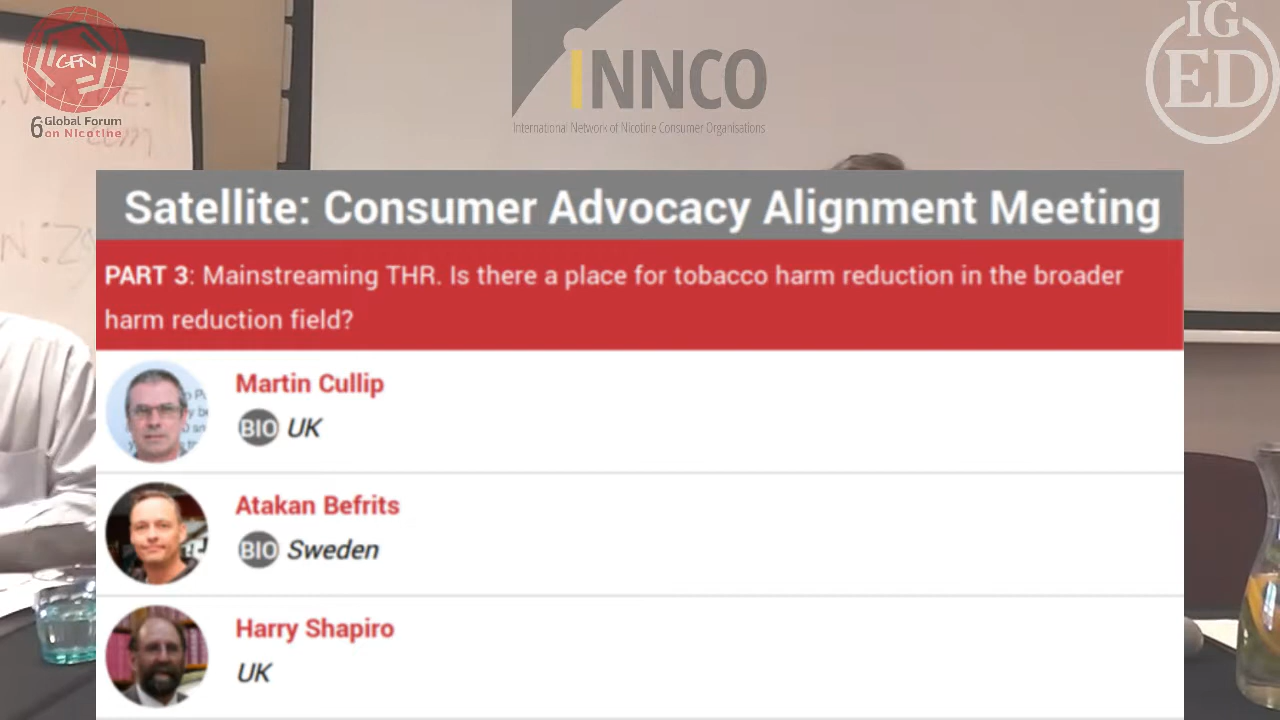 GFN
6 Global Forum
on Nicotine
iNNCO
International Network of Nicotine Consumer Organisations
IG
ED
Satellite: Consumer Advocacy Alignment Meeting
PART 3: Mainstreaming THR. Is there a place for tobacco harm reduction in the broader
harm reduction field?
Martin Cullip
BIO UK
Atakan Befrits
BIO Sweden
Harry Shapiro
UK